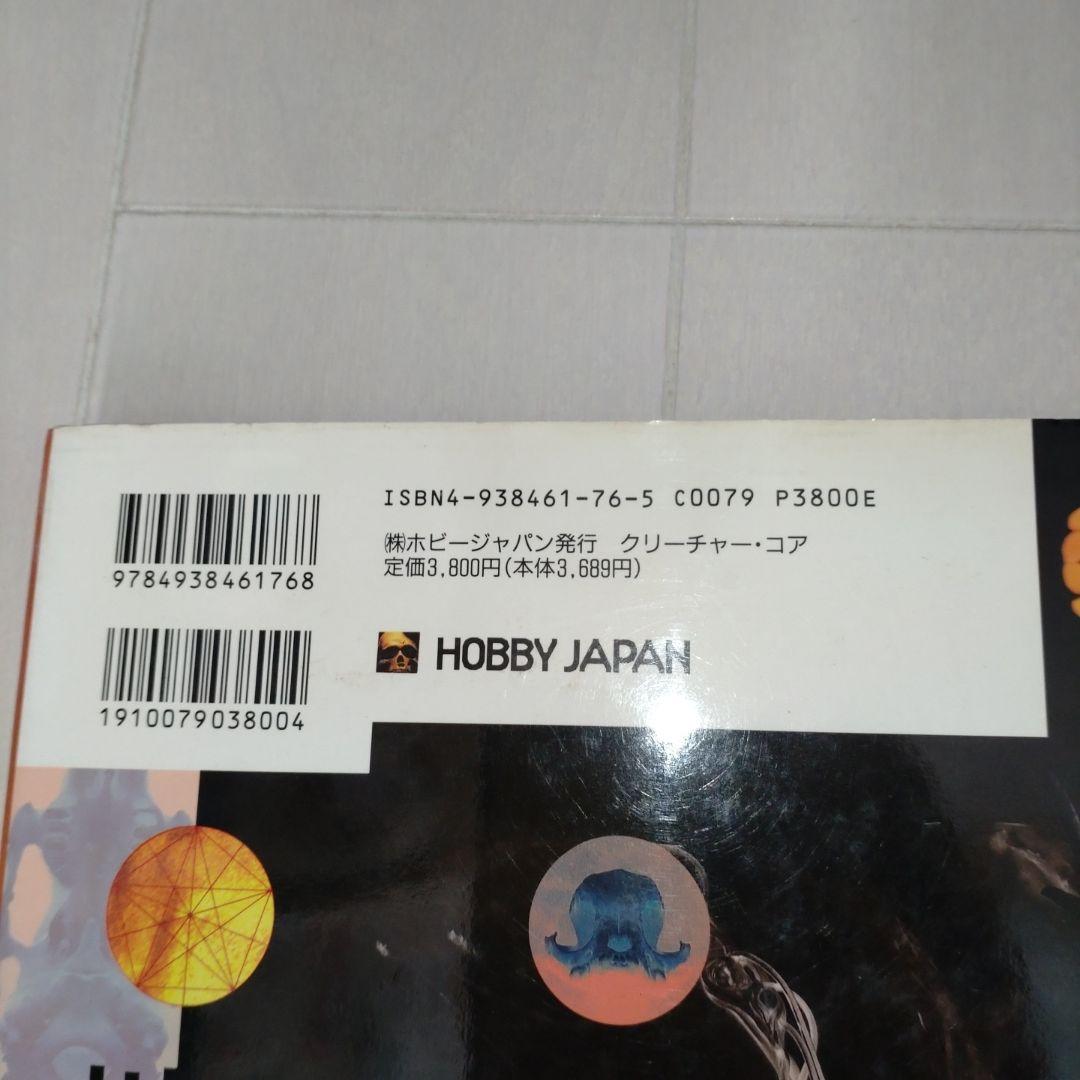 ISBN4-938461-76-5 C0079 P3800E
㈱ホビージャパン発行　クリーチャー・コア
定価3,800円(本体3,689円)
HOBBY JAPAN
9784938461768
1910079038004